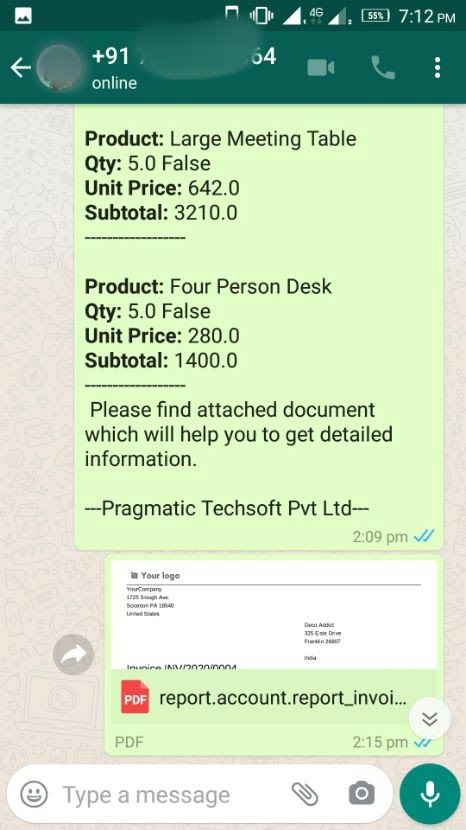 4G
55%
7:12 PM
+91 7
64
online
Product: Large Meeting Table
Qty: 5.0 False
Unit Price: 642.0
Subtotal: 3210.0
------------------
Product: Four Person Desk
Qty: 5.0 False
Unit Price: 280.0
Subtotal: 1400.0
------------------
Please find attached document
which will help you to get detailed
information.
---Pragmatic Techsoft Pvt Ltd---
2:09 pm
Your logo
YourCompany
1725 Slough Ave.
Scranton PA 18540
United States
Deco Addict
325 Elsie Drive
Franklin 26807
India
Invoice INV/2020/0004
PDF
report.account.report_invoi...
PDF
2:15 pm
Type a message